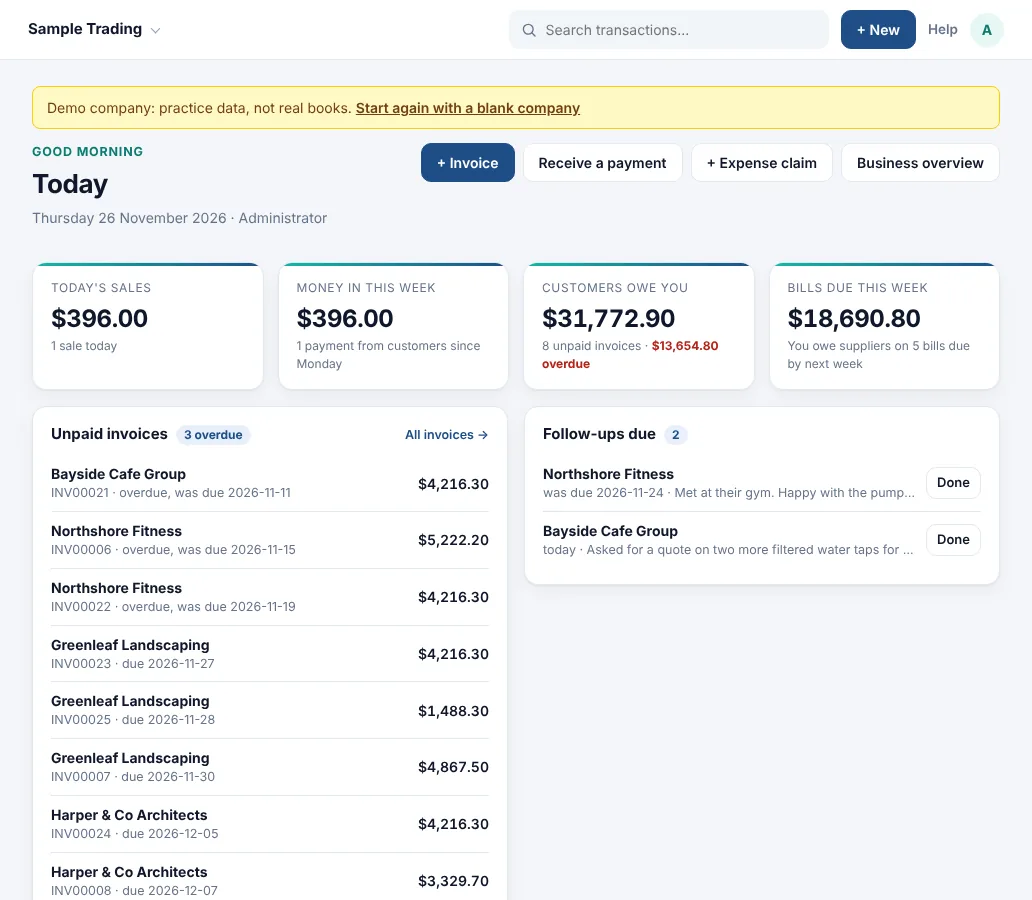 Sample Trading
Search transactions...
+ New
Help
A
Demo company: practice data, not real books. Start again with a blank company
GOOD MORNING
Today
Thursday 26 November 2026 · Administrator
+ Invoice
Receive a payment
+ Expense claim
Business overview
TODAY'S SALES
$396.00
1 sale today
MONEY IN THIS WEEK
$396.00
1 payment from customers since
Monday
CUSTOMERS OWE YOU
$31,772.90
8 unpaid invoices · $13,654.80
overdue
BILLS DUE THIS WEEK
$18,690.80
You owe suppliers on 5 bills due
by next week
Unpaid invoices 3 overdue All invoices →
Bayside Cafe Group
INV00021 · overdue, was due 2026-11-11
$4,216.30
Northshore Fitness
INV00006 · overdue, was due 2026-11-15
$5,222.20
Northshore Fitness
INV00022 · overdue, was due 2026-11-19
$4,216.30
Greenleaf Landscaping
INV00023 · due 2026-11-27
$4,216.30
Greenleaf Landscaping
INV00025 · due 2026-11-28
$1,488.30
Greenleaf Landscaping
INV00007 · due 2026-11-30
$4,867.50
Harper & Co Architects
INV00024 · due 2026-12-05
$4,216.30
Harper & Co Architects
INV00008 · due 2026-12-07
$3,329.70
Follow-ups due 2
Northshore Fitness
was due 2026-11-24 · Met at their gym. Happy with the pump...
Done
Bayside Cafe Group
today · Asked for a quote on two more filtered water taps for ...
Done